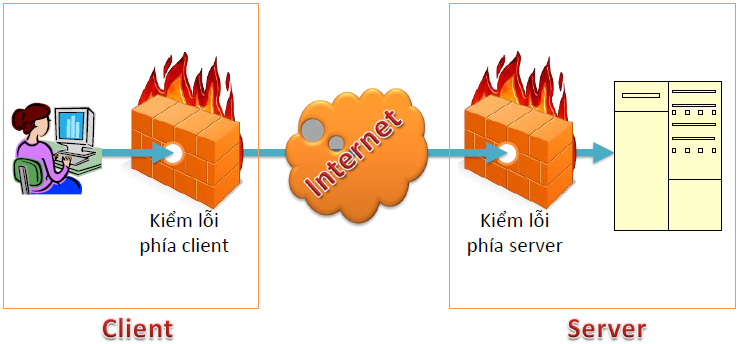 Internet
Kiểm lỗi
phía client
Kiểm lỗi
phía server
Client
Server